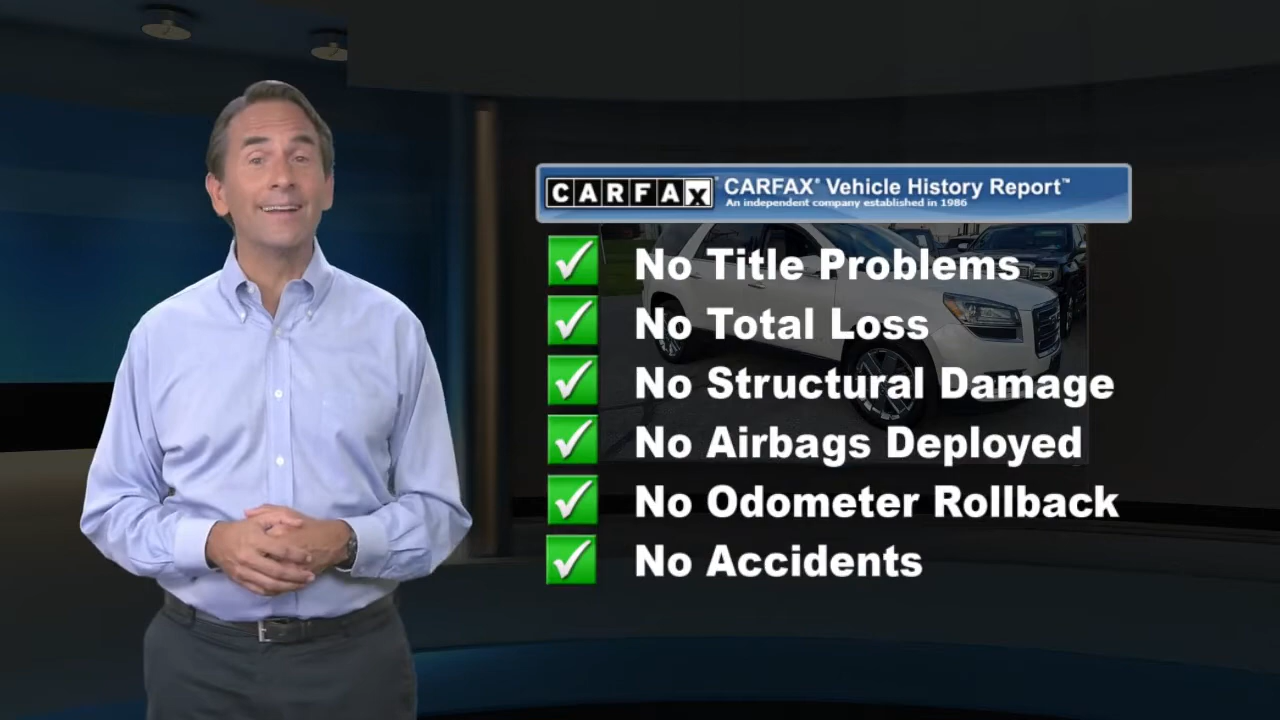 CARFAX® CARFAX® Vehicle History Report™
An independent company established in 1986
No Title Problems
No Total Loss
No Structural Damage
No Airbags Deployed
No Odometer Rollback
No Accidents